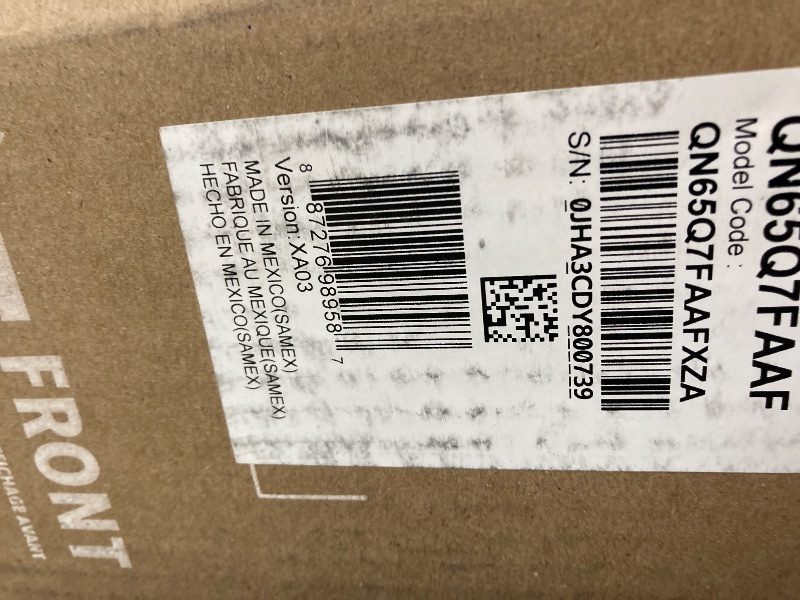 QN65Q7FAAF
Model Code :
QN65Q7FAAFXZA
S/N: 0JHA3CDY800739
8 87276 98958 7
Version:XA03
MADE IN MEXICO(SAMEX)
FABRIQUE AU MEXIQUE(SAMEX)
HECHO EN MEXICO(SAMEX)
FRONT
AVANT